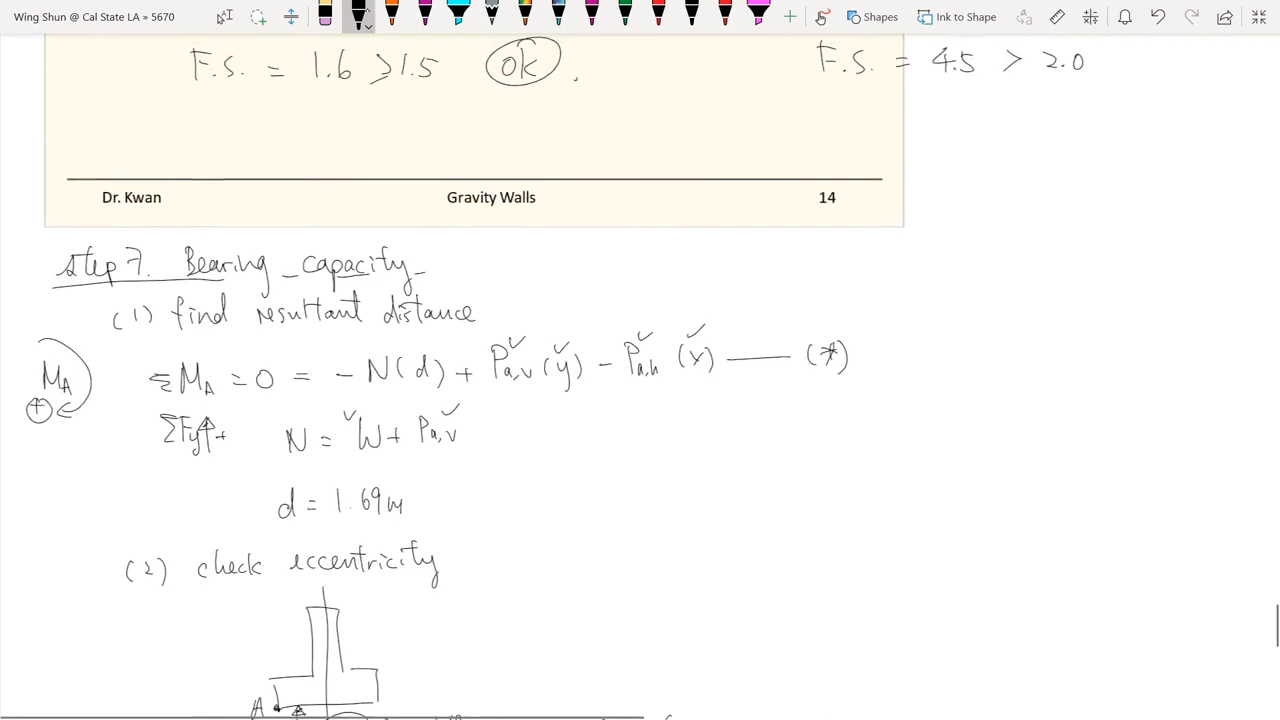 Wing Shun @ Cal State LA » 5670
Shapes
Ink to Shape
F.S. = 1.6 ≥ 1.5 OK.
F.S. = 4.5 > 2.0
Dr. Kwan Gravity Walls 14
Step 7. Bearing capacity
(1) find resultant distance
MA +
ΣMA = 0 = - N(d) + Pa,v (y) - Pa,h (x) —— (*)
ΣFy↑+ N = W + Pa,v
d = 1.69m
(2) check eccentricity
A